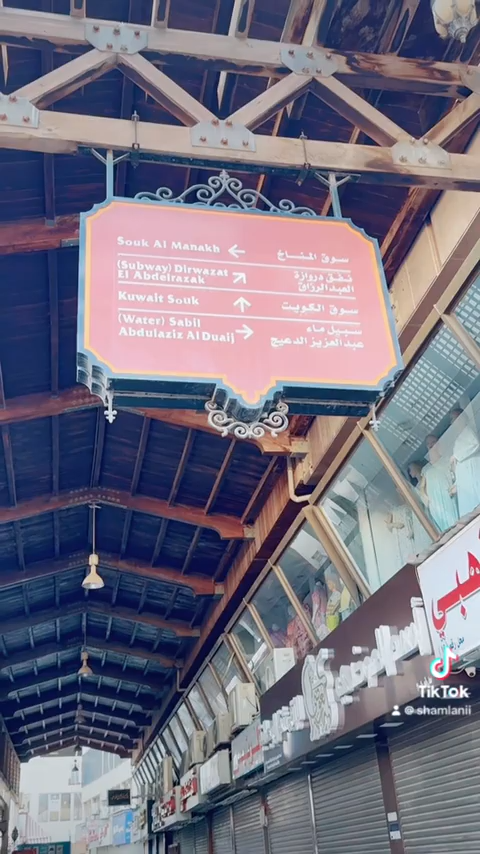 Souk Al Manakh
سوق المناخ
(Subway) Dirwazat
El Abdelrazak
نفق دروازة
العبدالرزاق
Kuwait Souk
سوق الكويت
(Water) Sabil
Abdulaziz Al Duaij
سبيل ماء
عبدالعزيز الدعيج
TikTok
@shamlanii